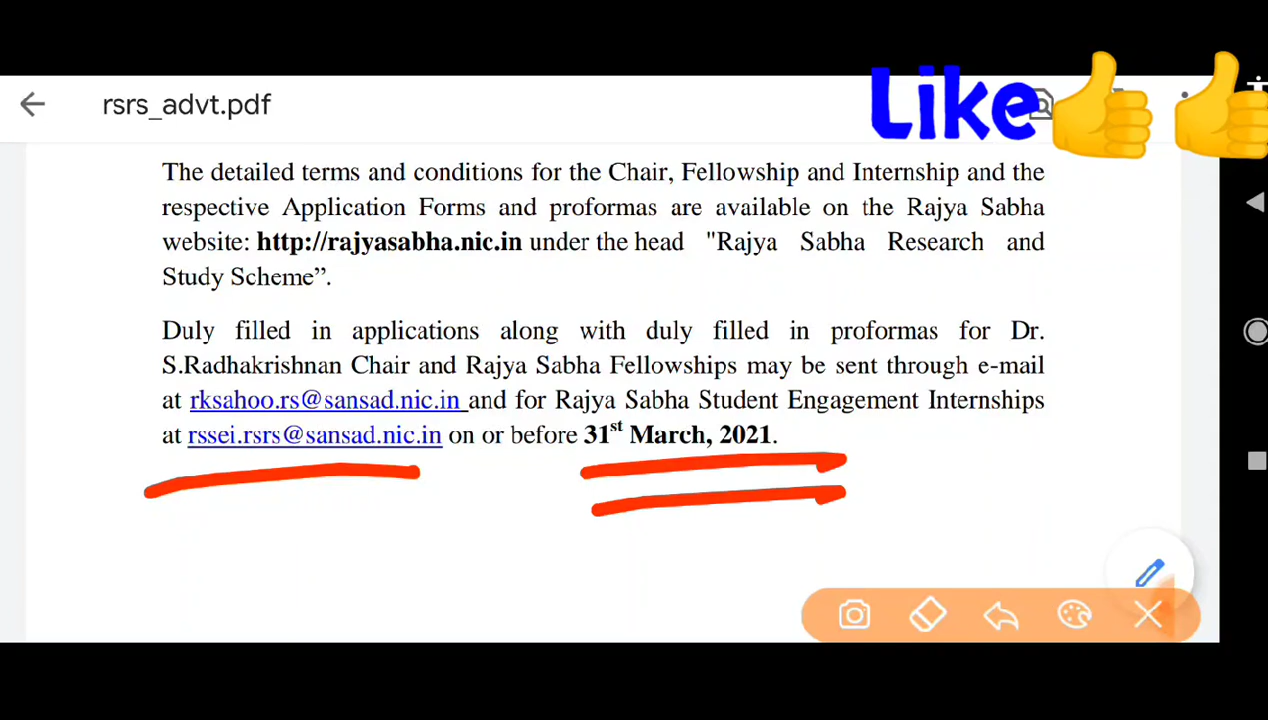 Like
rsrs_advt.pdf
The detailed terms and conditions for the Chair, Fellowship and Internship and the
respective Application Forms and proformas are available on the Rajya Sabha
website: http://rajyasabha.nic.in under the head "Rajya Sabha Research and
Study Scheme”.
Duly filled in applications along with duly filled in proformas for Dr.
S.Radhakrishnan Chair and Rajya Sabha Fellowships may be sent through e-mail
at rksahoo.rs@sansad.nic.in and for Rajya Sabha Student Engagement Internships
at rssei.rsrs@sansad.nic.in on or before 31st March, 2021.